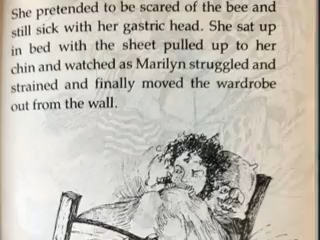 She pretended to be scared of the bee and
still sick with her gastric head. She sat up
in bed with the sheet pulled up to her
chin and watched as Marilyn struggled and
strained and finally moved the wardrobe
out from the wall.